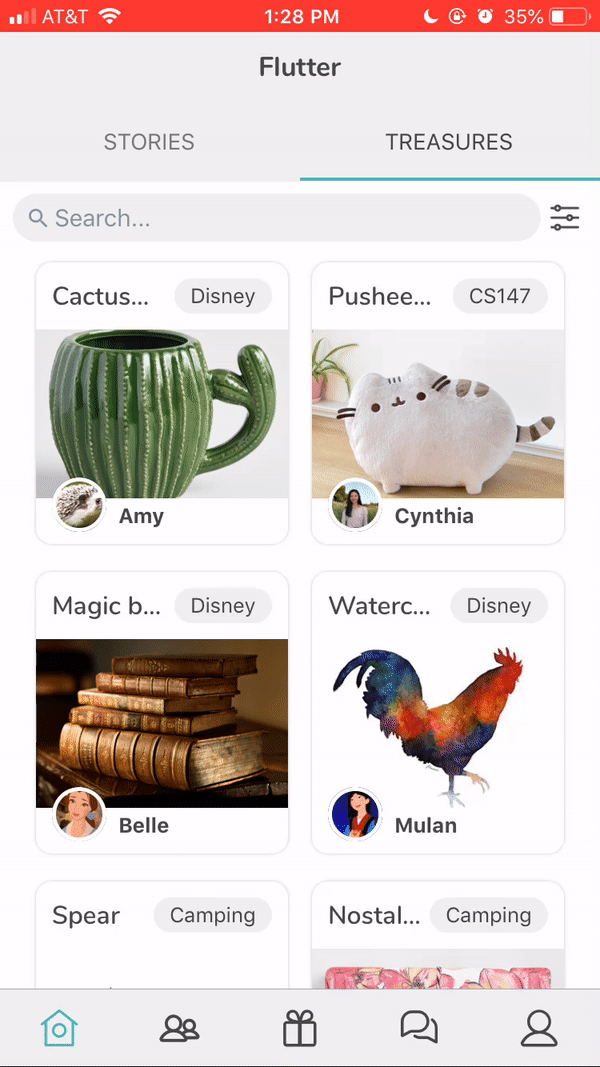 AT&T 1:28 PM 35%
Flutter
STORIES TREASURES
Search...
Cactus... Disney
Pushee... CS147
Amy
Cynthia
Magic b... Disney
Waterc... Disney
Belle
Mulan
Spear Camping
Nostal... Camping